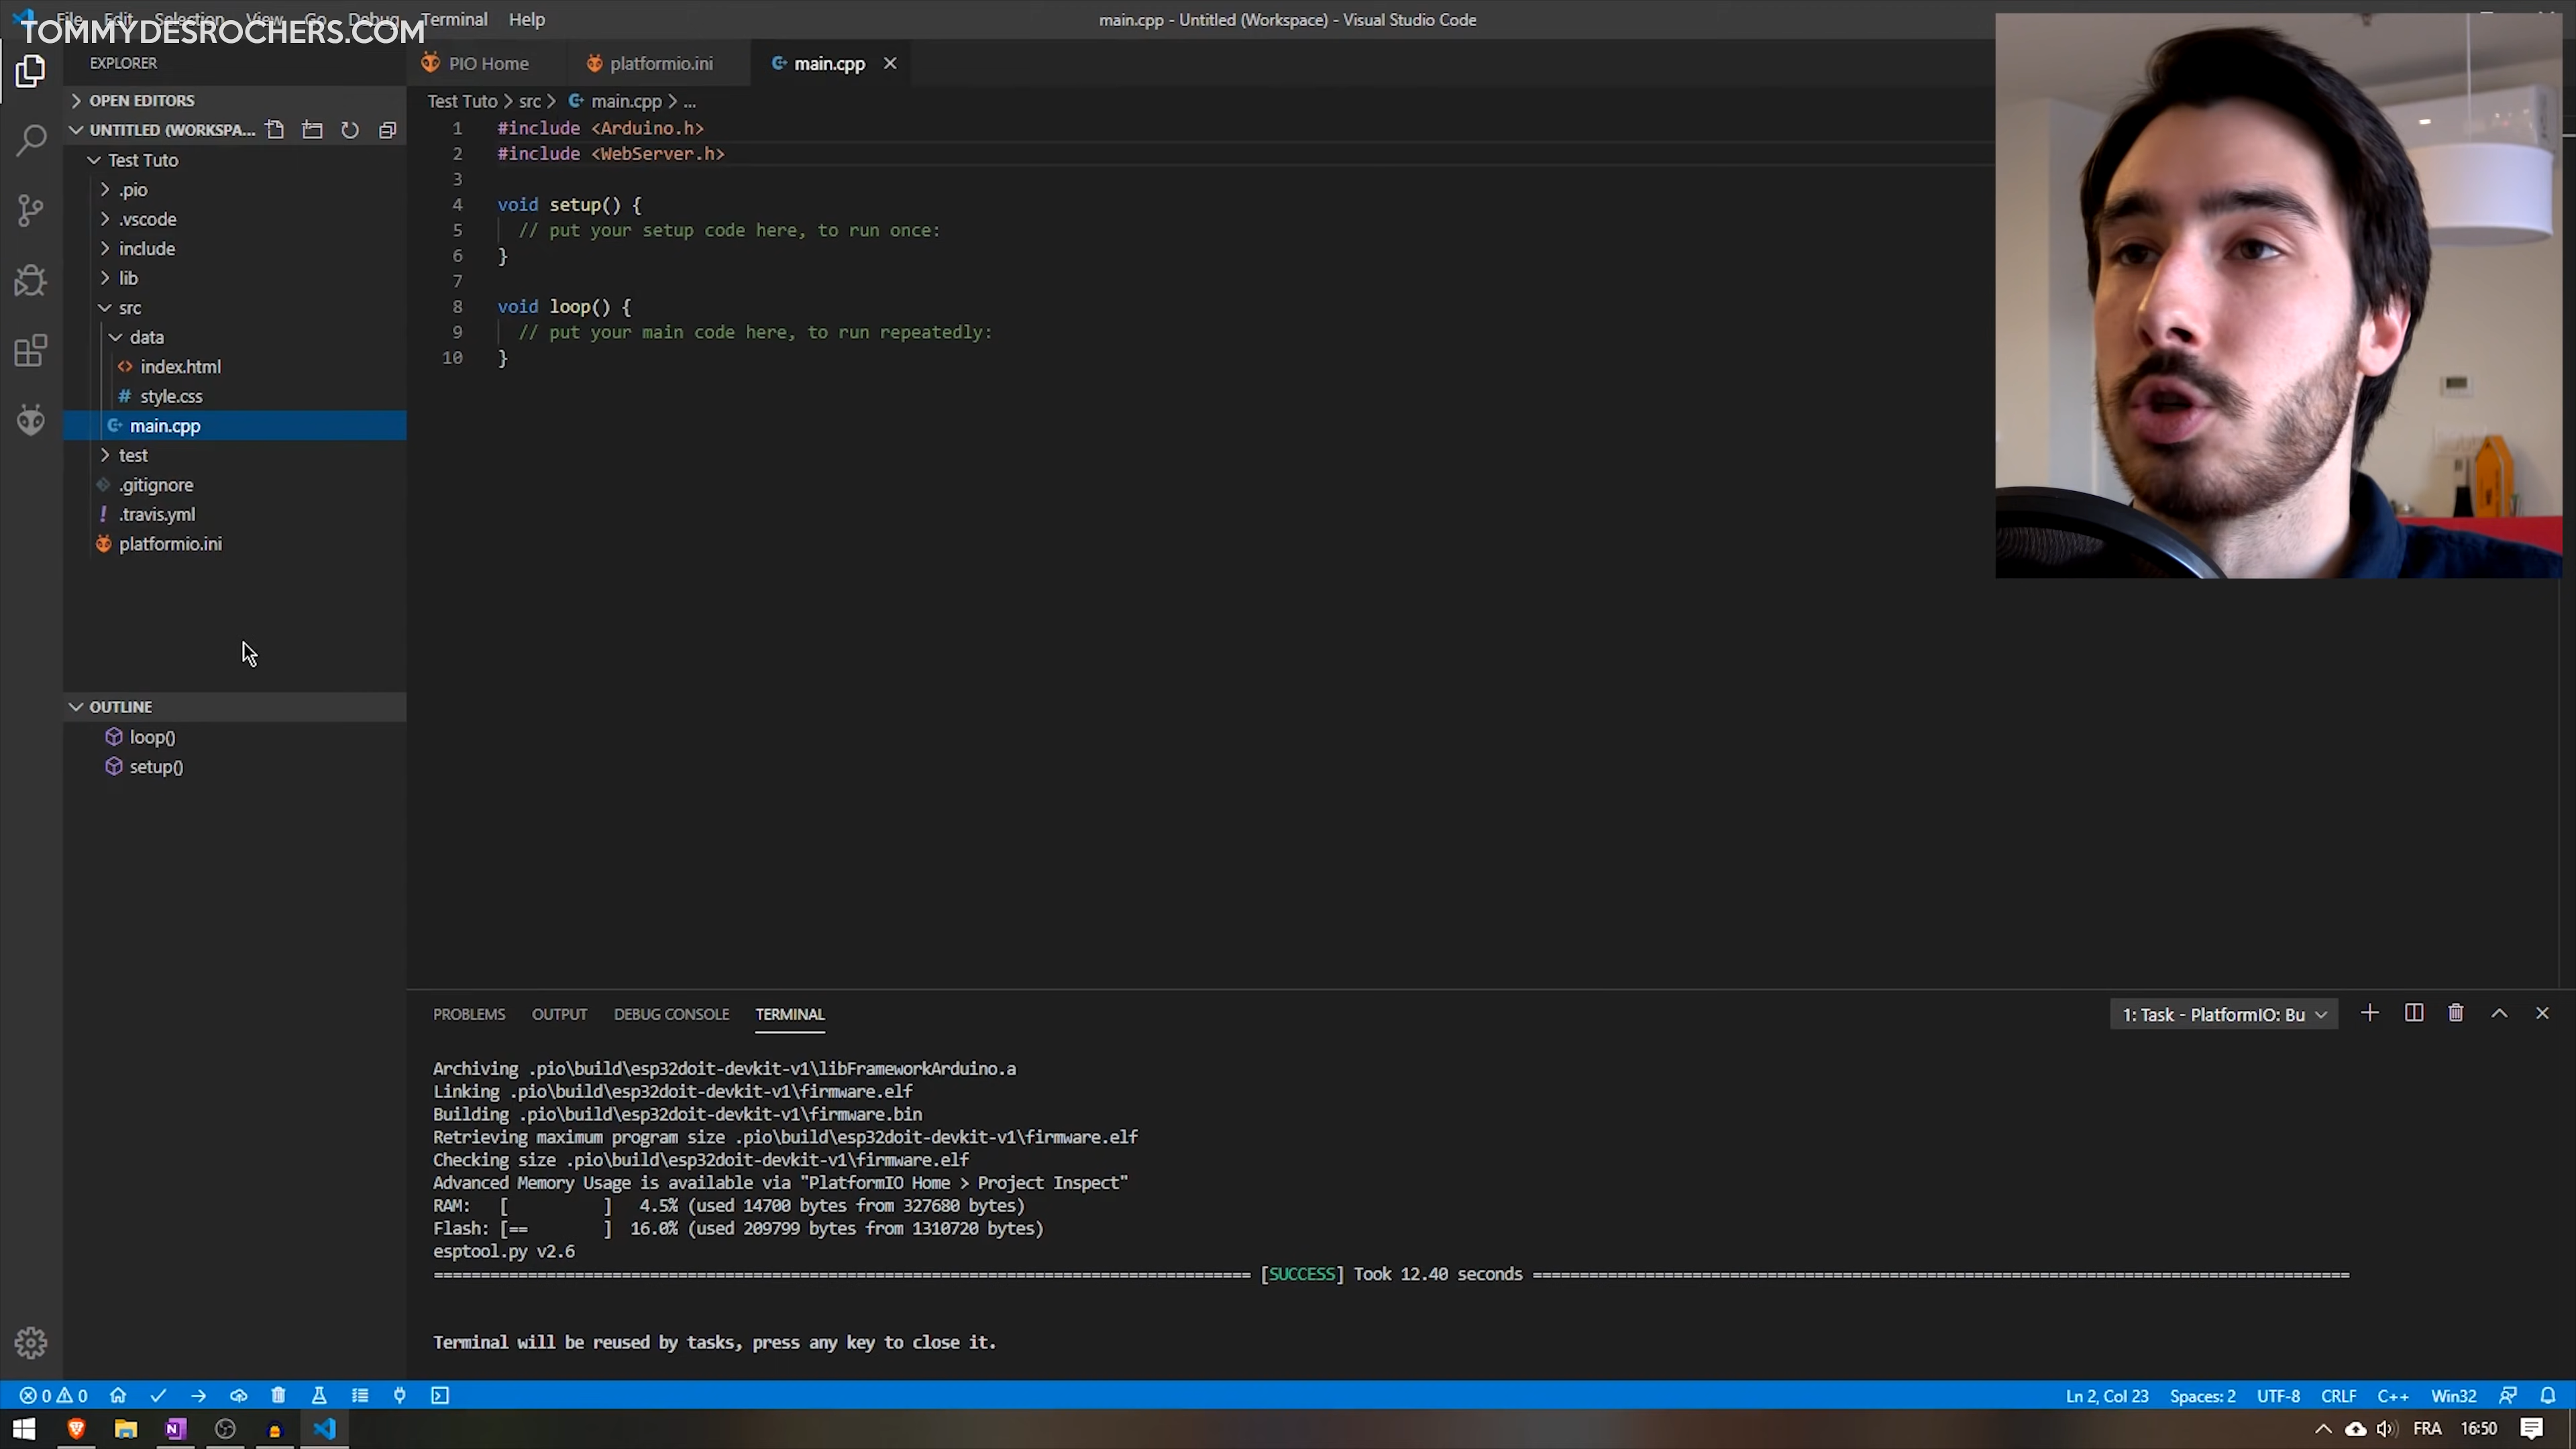 File Edit Selection View Go Debug Terminal Help
main.cpp - Untitled (Workspace) - Visual Studio Code
TOMMYDESROCHERS.COM
EXPLORER
OPEN EDITORS
UNTITLED (WORKSPA...
Test Tuto
.pio
.vscode
include
lib
src
data
index.html
style.css
main.cpp
test
.gitignore
.travis.yml
platformio.ini
OUTLINE
loop()
setup()
PIO Home
platformio.ini
main.cpp
Test Tuto > src > main.cpp > ...
1 #include <Arduino.h>
2 #include <WebServer.h>
3
4 void setup() {
5 // put your setup code here, to run once:
6 }
7
8 void loop() {
9 // put your main code here, to run repeatedly:
10 }
PROBLEMS OUTPUT DEBUG CONSOLE TERMINAL
1: Task - PlatformIO: Bu
Archiving .pio\build\esp32doit-devkit-v1\libFrameworkArduino.a
Linking .pio\build\esp32doit-devkit-v1\firmware.elf
Building .pio\build\esp32doit-devkit-v1\firmware.bin
Retrieving maximum program size .pio\build\esp32doit-devkit-v1\firmware.elf
Checking size .pio\build\esp32doit-devkit-v1\firmware.elf
Advanced Memory Usage is available via "PlatformIO Home > Project Inspect"
RAM: [ ] 4.5% (used 14700 bytes from 327680 bytes)
Flash: [== ] 16.0% (used 209799 bytes from 1310720 bytes)
esptool.py v2.6
[SUCCESS] Took 12.40 seconds
Terminal will be reused by tasks, press any key to close it.
0 0
Ln 2, Col 23 Spaces: 2 UTF-8 CRLF C++ Win32
FRA 16:50